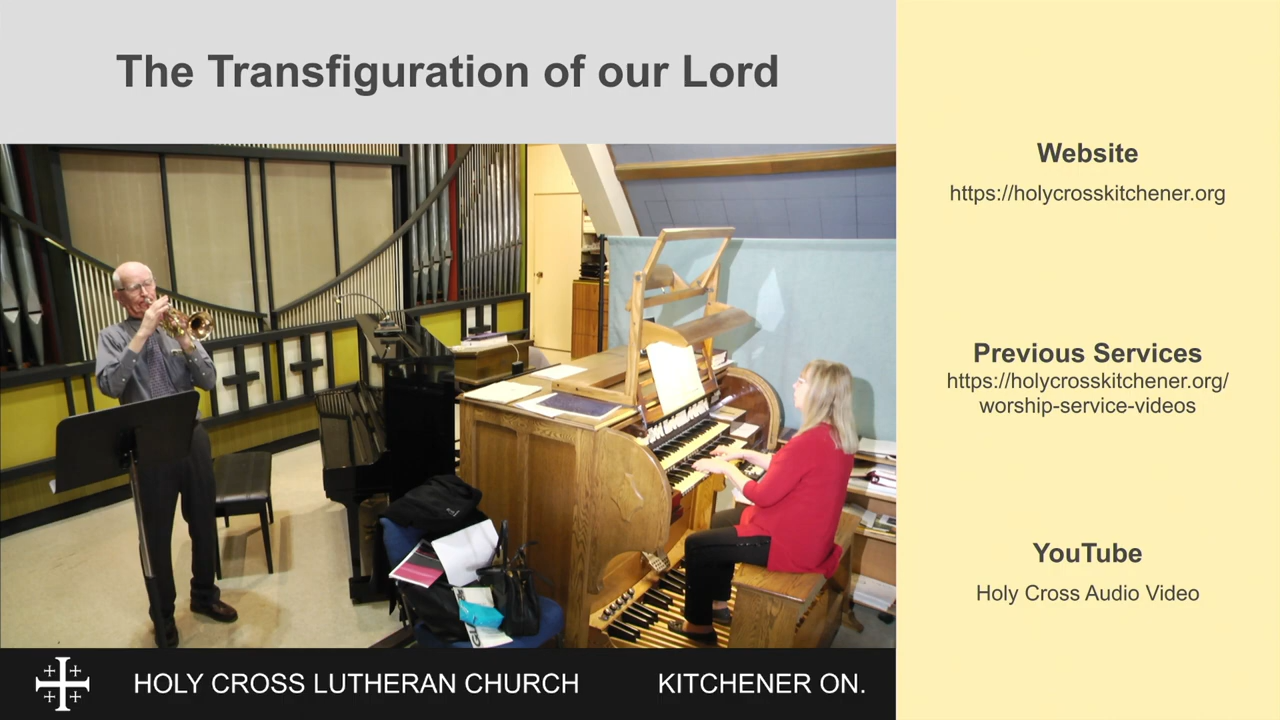 The Transfiguration of our Lord
Website
https://holycrosskitchener.org
Previous Services
https://holycrosskitchener.org/
worship-service-videos
YouTube
Holy Cross Audio Video
HOLY CROSS LUTHERAN CHURCH KITCHENER ON.